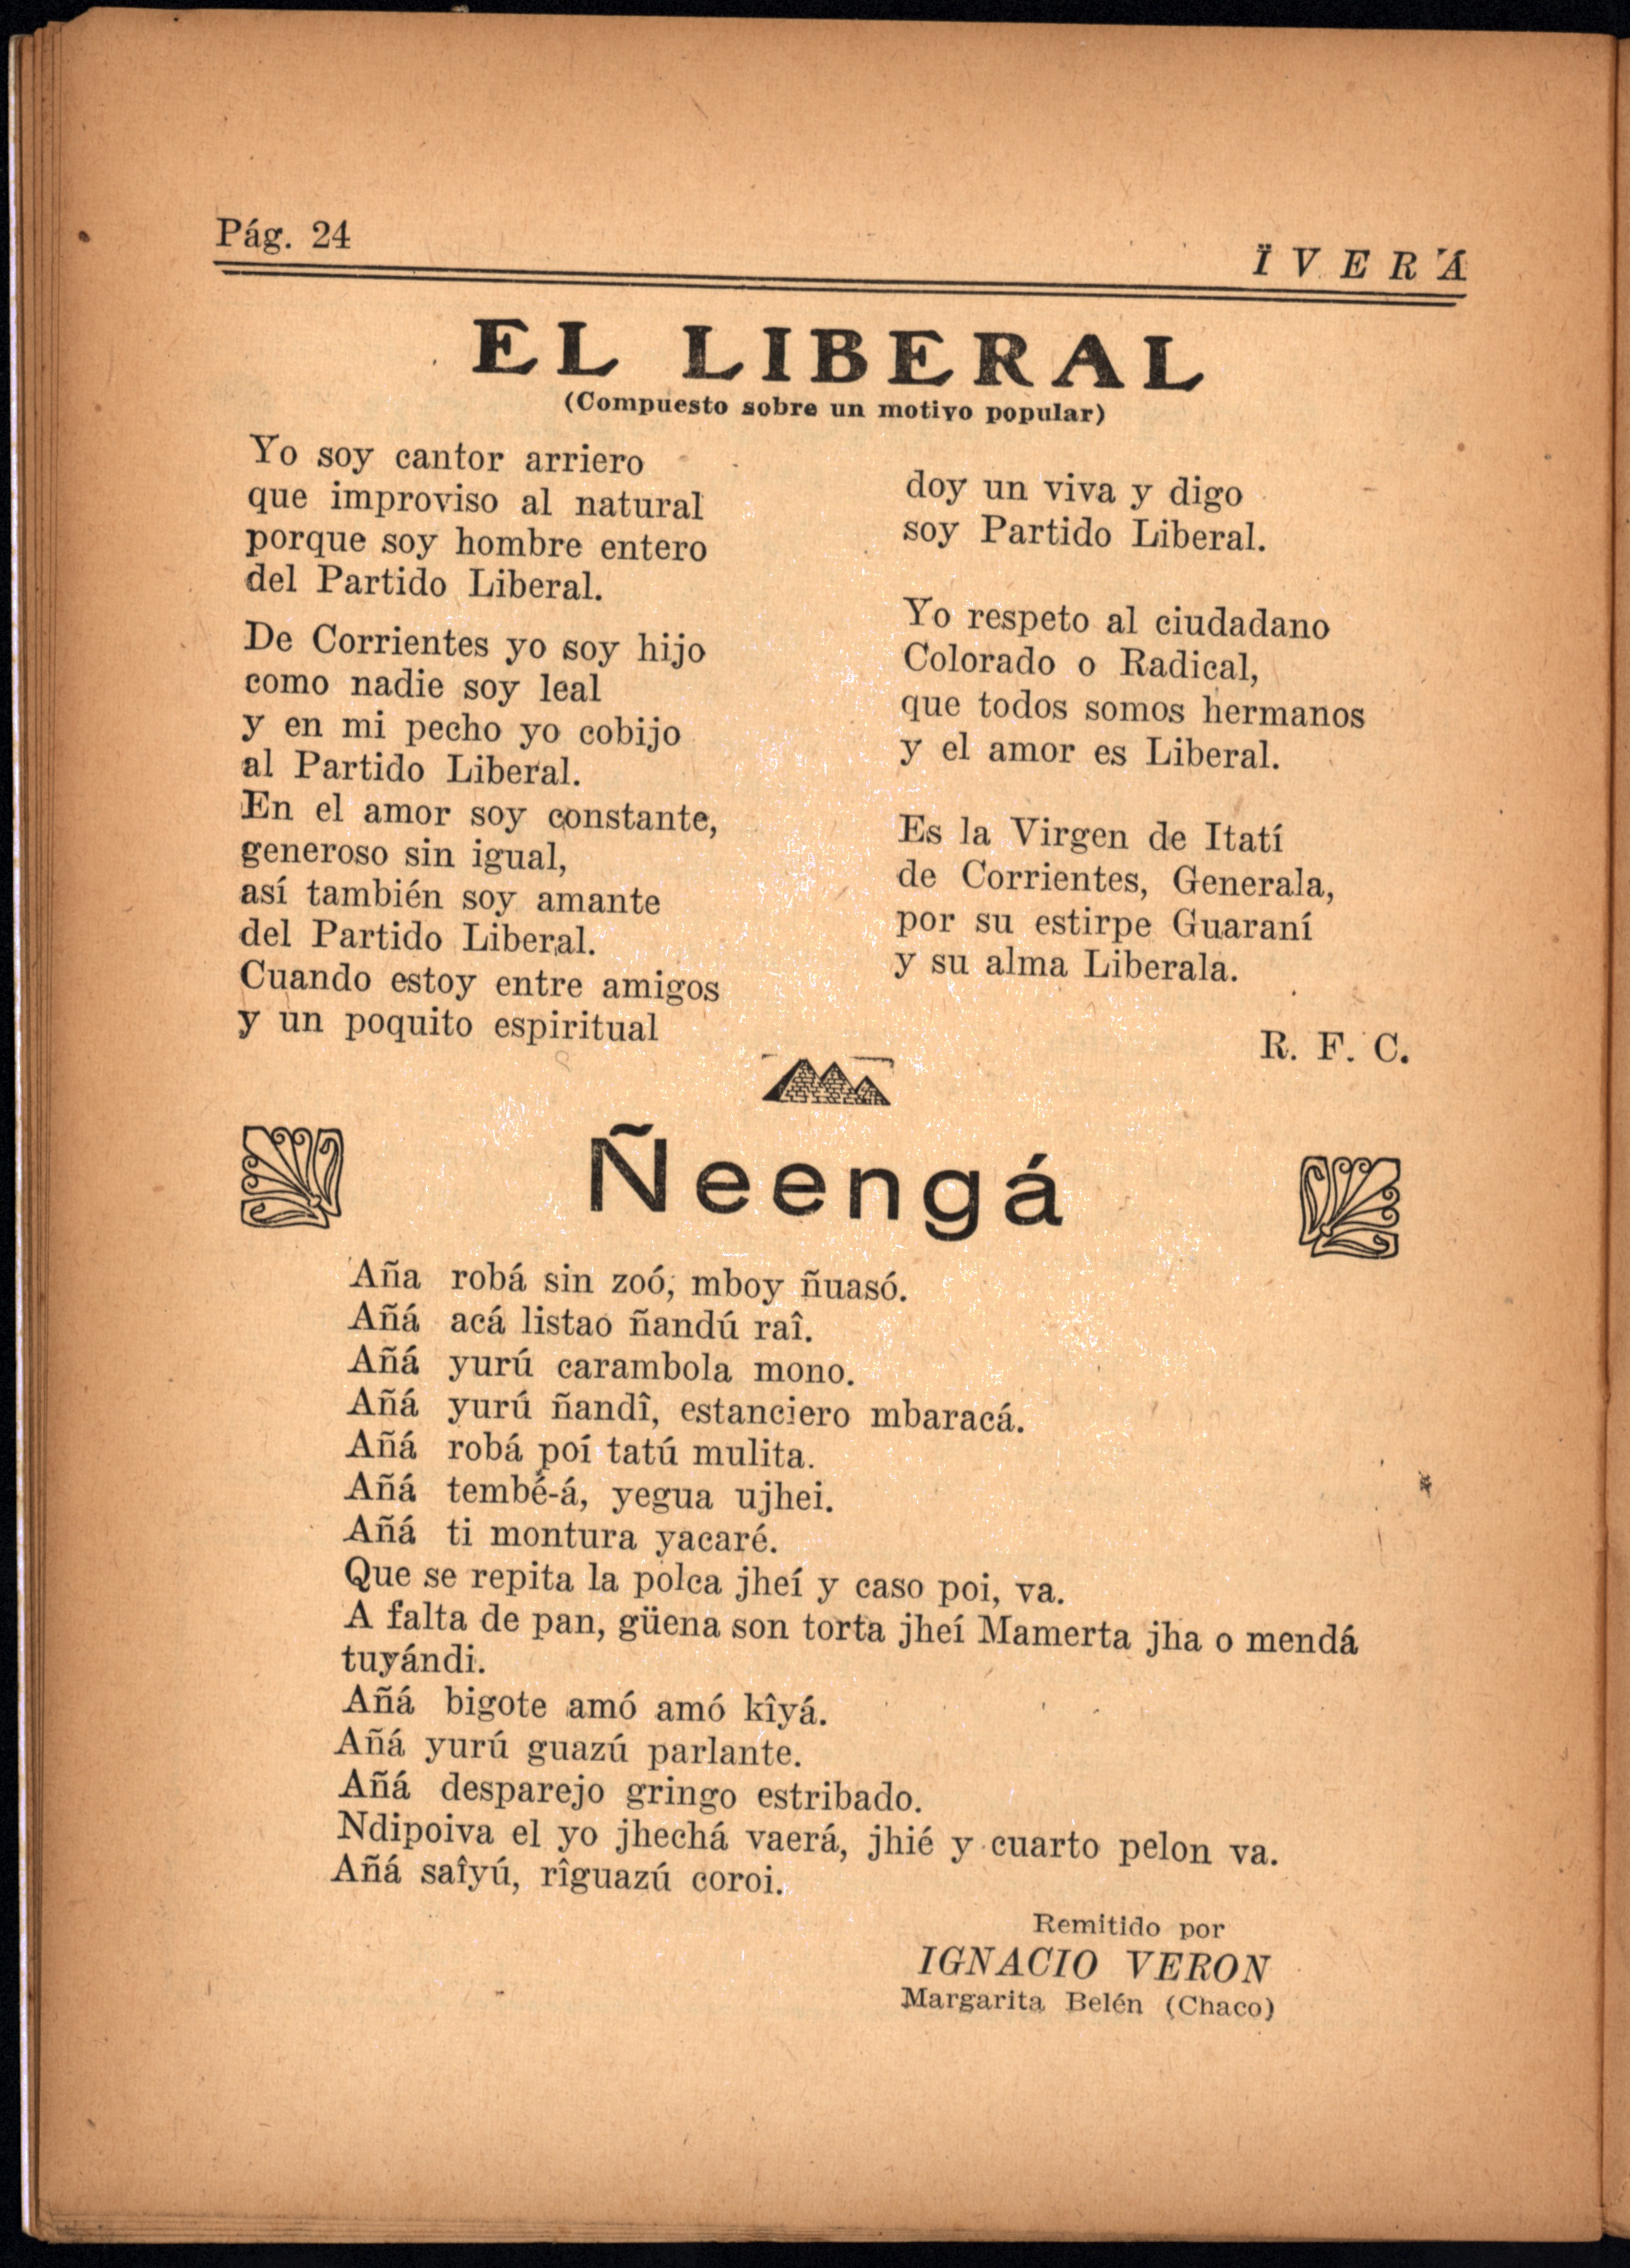 Pág. 24
ÏVERÁ
EL LIBERAL
(Compuesto sobre un motivo popular)
Yo soy cantor arriero
que improviso al natural
porque soy hombre entero
del Partido Liberal.
De Corrientes yo soy hijo
como nadie soy leal
y en mi pecho yo cobijo
al Partido Liberal.
En el amor soy constante,
generoso sin igual,
así también soy amante
del Partido Liberal.
Cuando estoy entre amigos
y un poquito espiritual
doy un viva y digo
soy Partido Liberal.
Yo respeto al ciudadano
Colorado o Radical,
que todos somos hermanos
y el amor es Liberal.
Es la Virgen de Itatí
de Corrientes, Generala,
por su estirpe Guaraní
y su alma Liberala.
R. F. C.
Ñeengá
Aña robá sin zoó, mboy ñuasó.
Añá acá listao ñandú raî.
Añá yurú carambola mono.
Añá yurú ñandî, estanciero mbaracá.
Añá robá poí tatú mulita.
Añá tembé-á, yegua ujhei.
Añá ti montura yacaré.
Que se repita la polca jheí y caso poi, va.
A falta de pan, güena son torta jheí Mamerta jha o mendá
tuyándi.
Añá bigote amó amó kîyá.
Añá yurú guazú parlante.
Añá desparejo gringo estribado.
Ndipoiva el yo jhechá vaerá, jhié y cuarto pelon va.
Añá saîyú, rîguazú coroi.
Remitido por
IGNACIO VERON
Margarita Belén (Chaco)